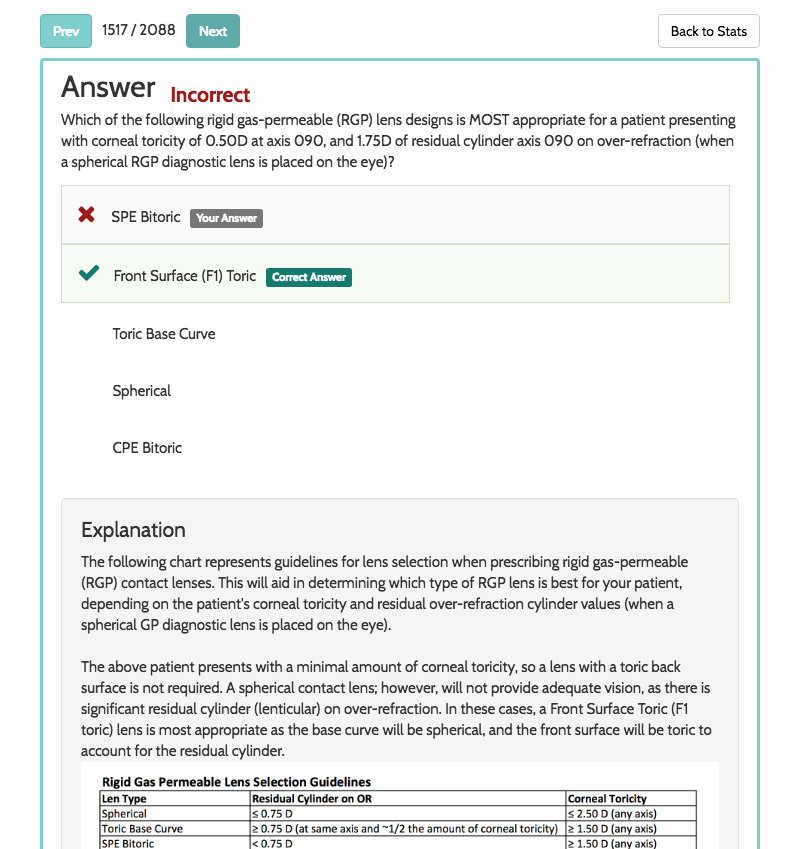 Prev 1517 / 2088 Next Back to Stats
Answer Incorrect
Which of the following rigid gas-permeable (RGP) lens designs is MOST appropriate for a patient presenting
with corneal toricity of 0.50D at axis 090, and 1.75D of residual cylinder axis 090 on over-refraction (when
a spherical RGP diagnostic lens is placed on the eye)?
SPE Bitoric Your Answer
Front Surface (F1) Toric Correct Answer
Toric Base Curve
Spherical
CPE Bitoric
Explanation
The following chart represents guidelines for lens selection when prescribing rigid gas-permeable
(RGP) contact lenses. This will aid in determining which type of RGP lens is best for your patient,
depending on the patient's corneal toricity and residual over-refraction cylinder values (when a
spherical GP diagnostic lens is placed on the eye).
The above patient presents with a minimal amount of corneal toricity, so a lens with a toric back
surface is not required. A spherical contact lens; however, will not provide adequate vision, as there is
significant residual cylinder (lenticular) on over-refraction. In these cases, a Front Surface Toric (F1
toric) lens is most appropriate as the base curve will be spherical, and the front surface will be toric to
account for the residual cylinder.
Rigid Gas Permeable Lens Selection Guidelines
Len Type Residual Cylinder on OR Corneal Toricity
Spherical ≤ 0.75 D ≤ 2.50 D (any axis)
Toric Base Curve ≥ 0.75 D (at same axis and ~1/2 the amount of corneal toricity) ≥ 1.50 D (any axis)
SPE Bitoric < 0.75 D ≥ 1.50 D (any axis)